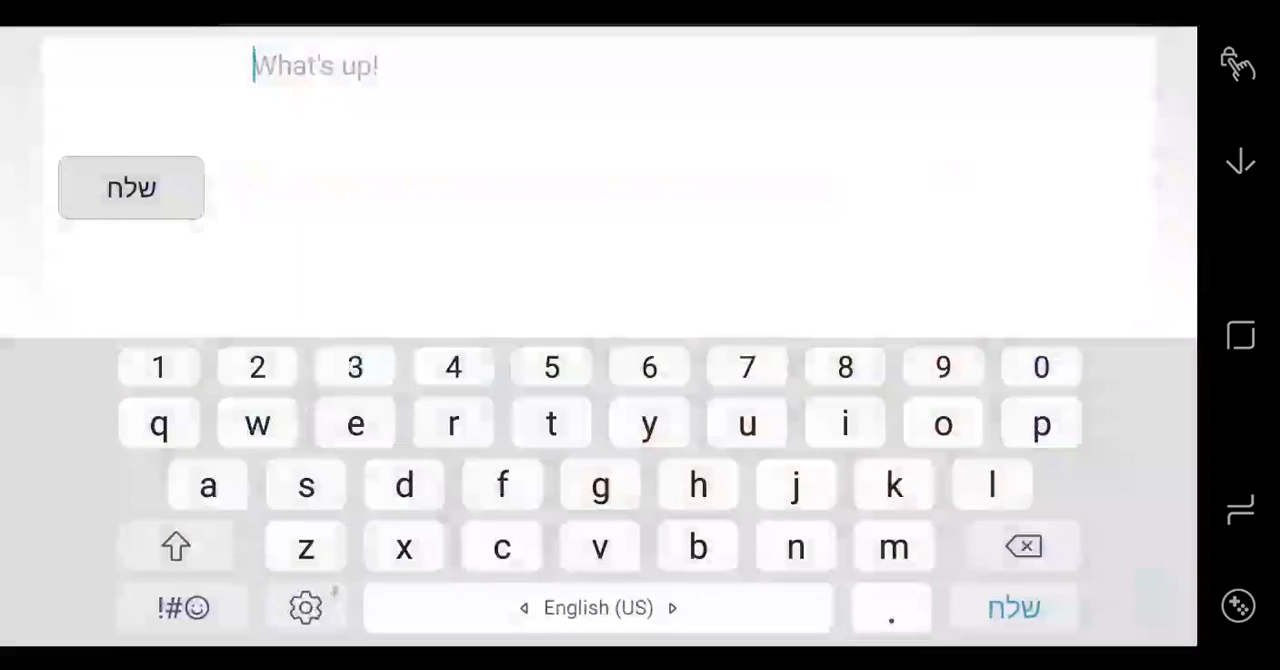 What's up!
שלח
1 2 3 4 5 6 7 8 9 0
q w e r t y u i o p
a s d f g h j k l
z x c v b n m
!#☺ English (US) . שלח